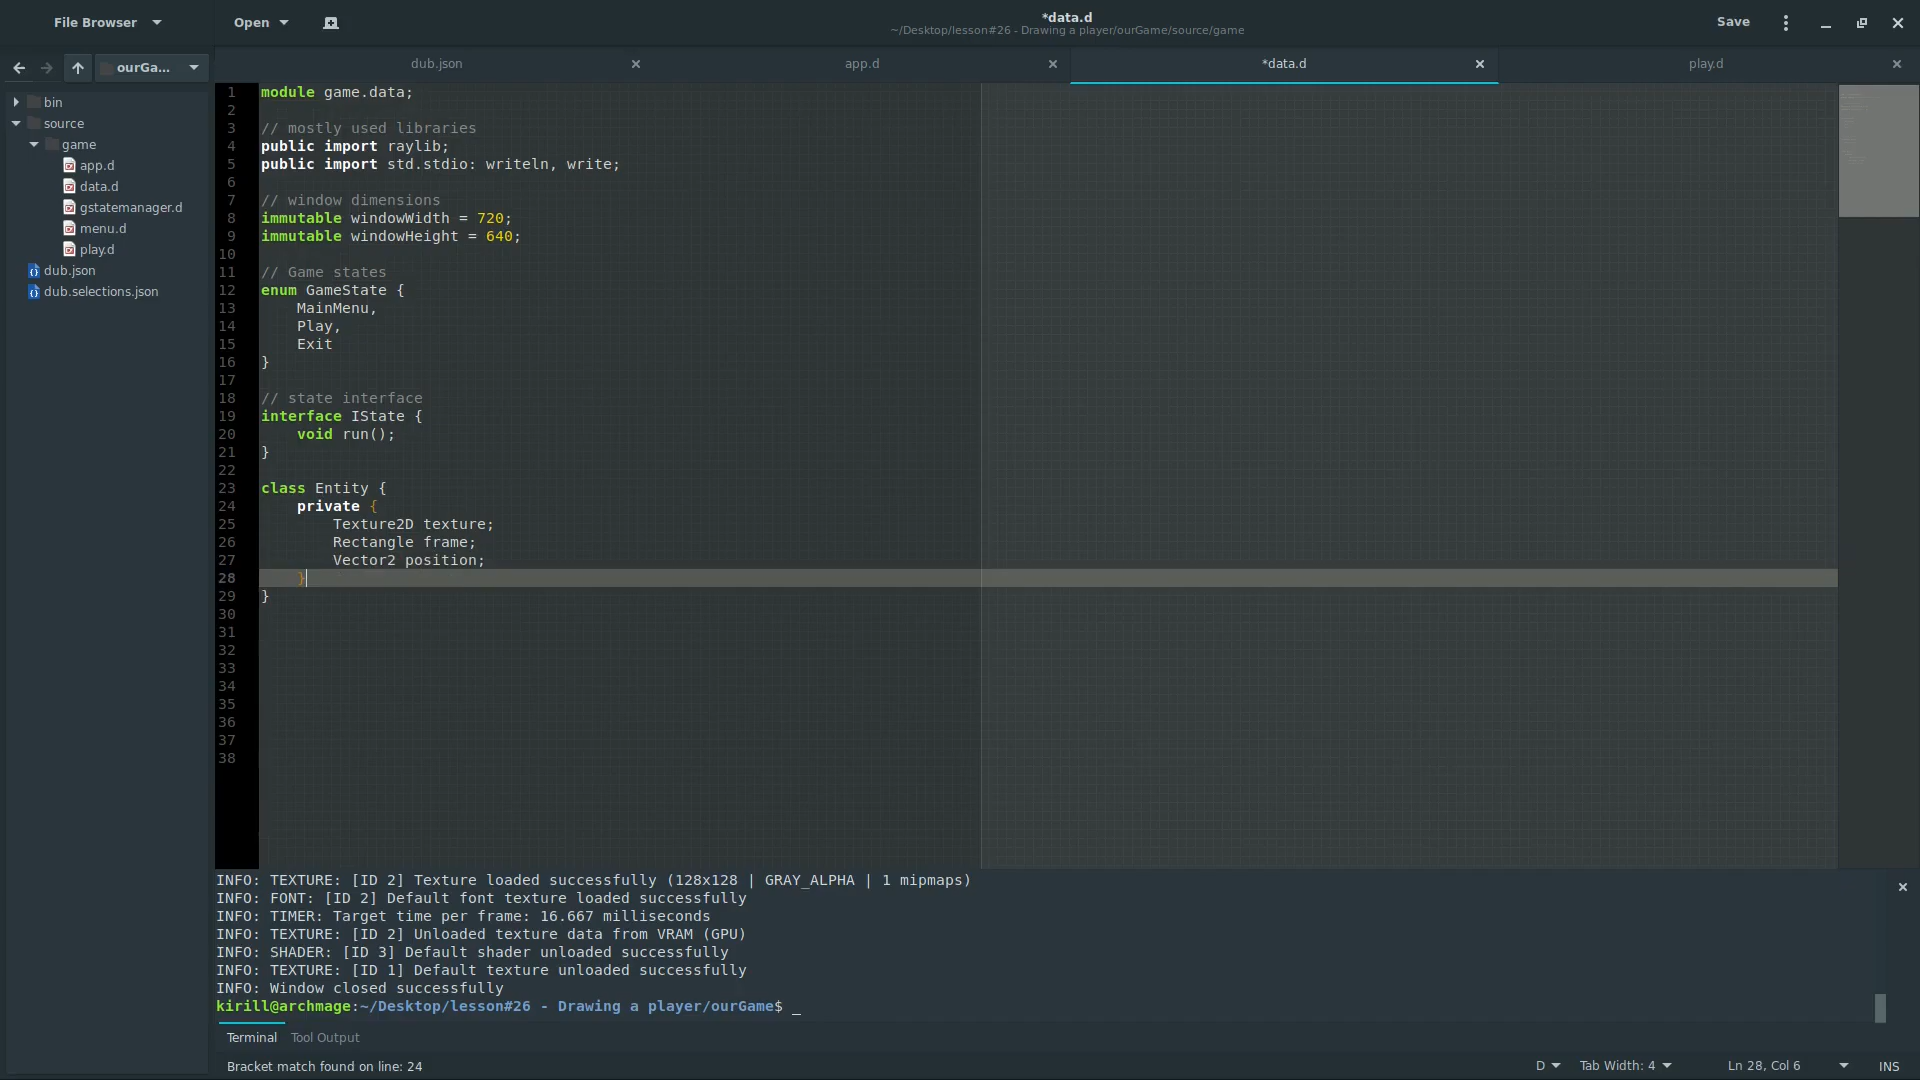 File Browser
Open
*data.d
~/Desktop/lesson#26 - Drawing a player/ourGame/source/game
Save
ourGa...
dub.json
app.d
*data.d
play.d
bin
source
game
app.d
data.d
gstatemanager.d
menu.d
play.d
dub.json
dub.selections.json
1 module game.data;
2
3 // mostly used libraries
4 public import raylib;
5 public import std.stdio: writeln, write;
6
7 // window dimensions
8 immutable windowWidth = 720;
9 immutable windowHeight = 640;
10
11 // Game states
12 enum GameState {
13     MainMenu,
14     Play,
15     Exit
16 }
17
18 // state interface
19 interface IState {
20     void run();
21 }
22
23 class Entity {
24     private {
25         Texture2D texture;
26         Rectangle frame;
27         Vector2 position;
28     }
29 }
30
31
32
33
34
35
36
37
38
INFO: TEXTURE: [ID 2] Texture loaded successfully (128x128 | GRAY_ALPHA | 1 mipmaps)
INFO: FONT: [ID 2] Default font texture loaded successfully
INFO: TIMER: Target time per frame: 16.667 milliseconds
INFO: TEXTURE: [ID 2] Unloaded texture data from VRAM (GPU)
INFO: SHADER: [ID 3] Default shader unloaded successfully
INFO: TEXTURE: [ID 1] Default texture unloaded successfully
INFO: Window closed successfully
kirill@archmage:~/Desktop/lesson#26 - Drawing a player/ourGame$ _
Terminal
Tool Output
Bracket match found on line: 24
D
Tab Width: 4
Ln 28, Col 6
INS